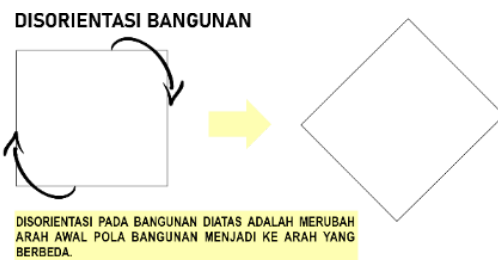 DISORIENTASI BANGUNAN
DISORIENTASI PADA BANGUNAN DIATAS ADALAH MERUBAH
ARAH AWAL POLA BANGUNAN MENJADI KE ARAH YANG
BERBEDA.